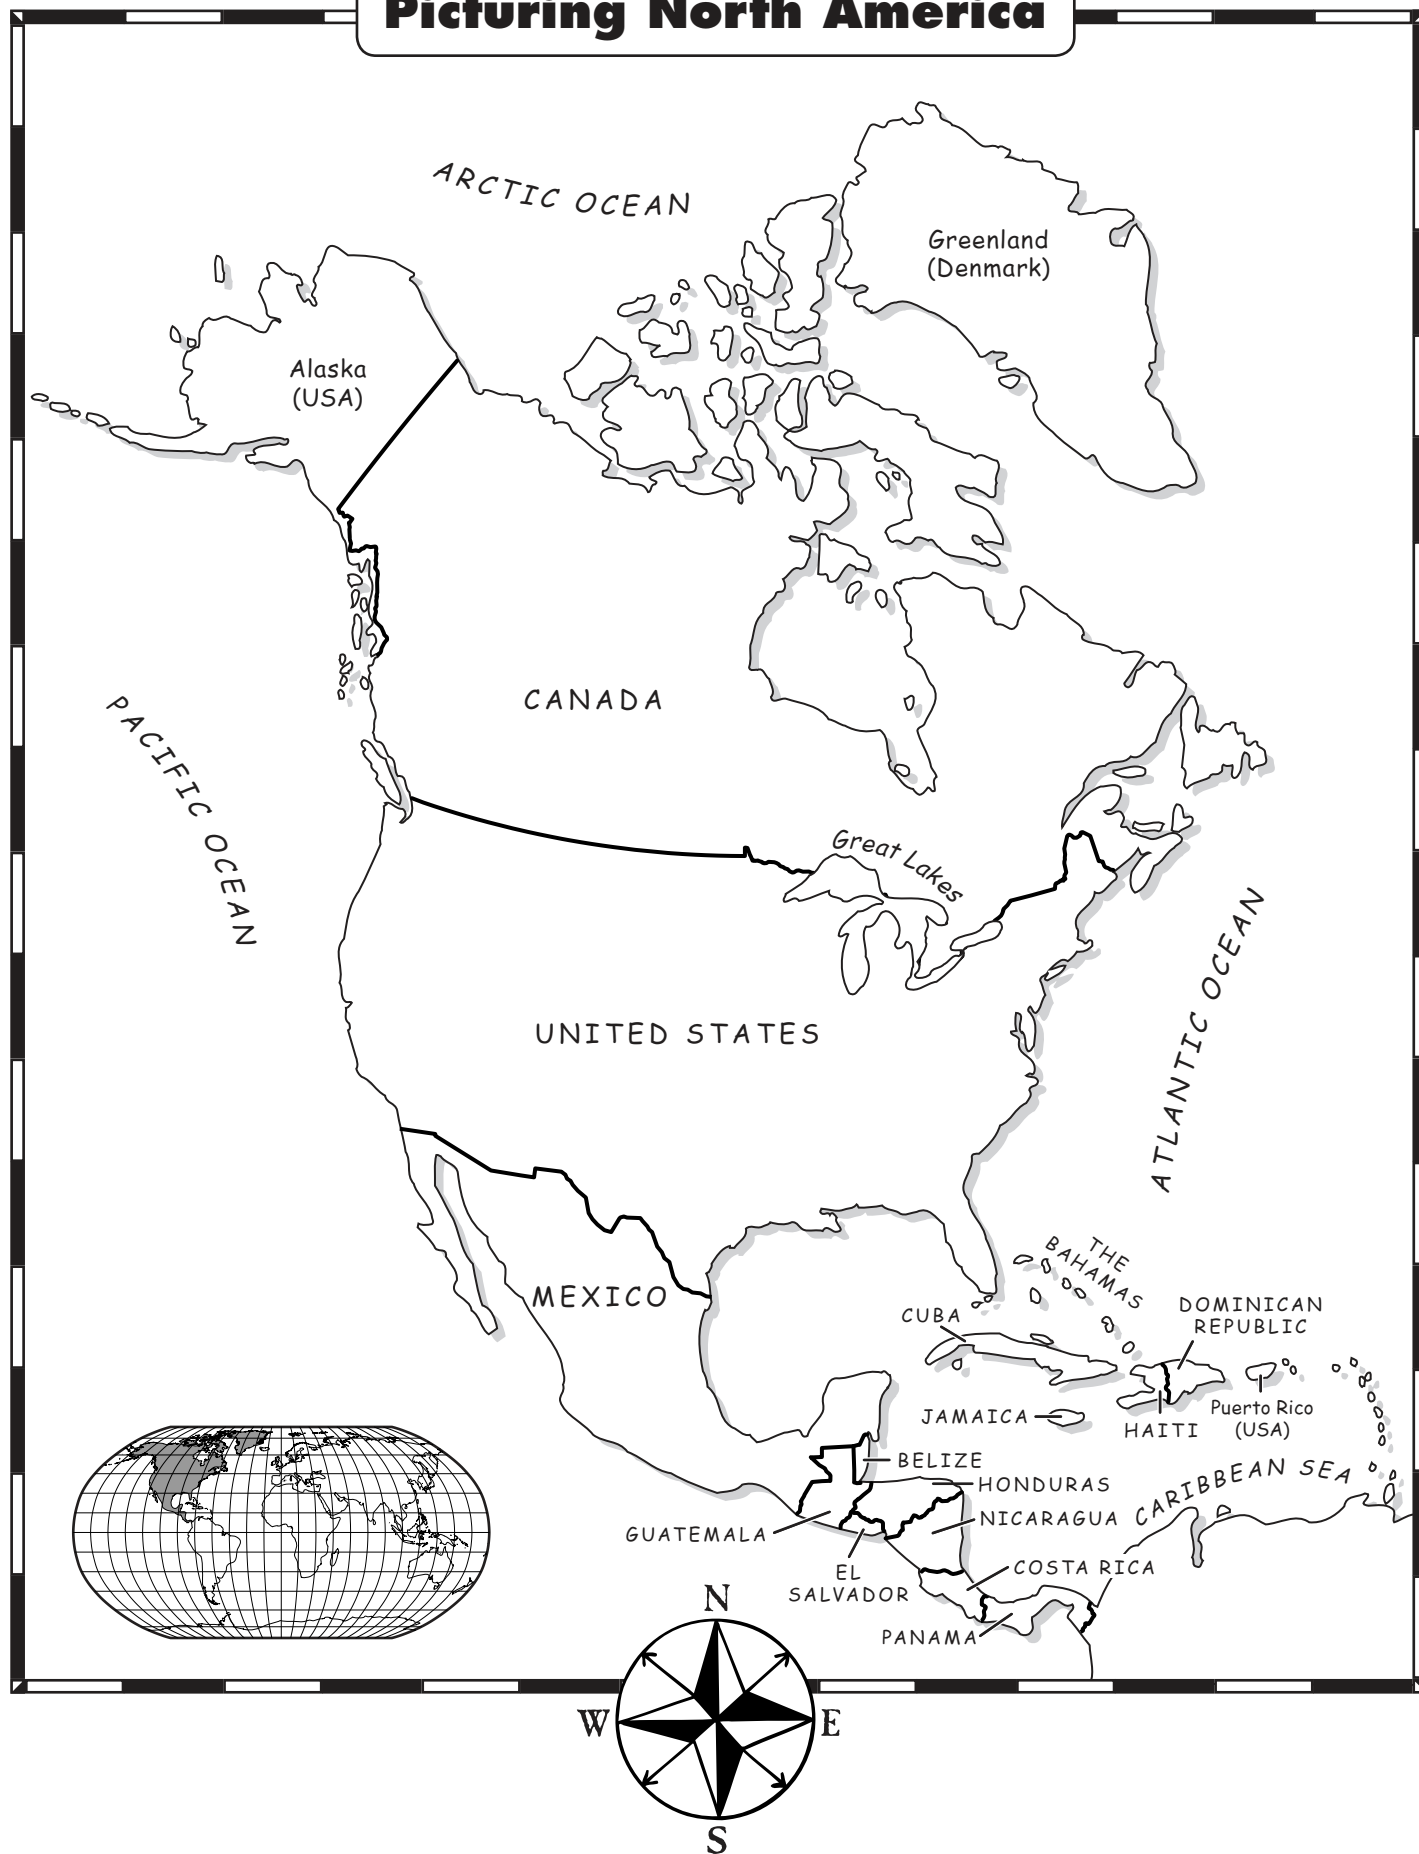 Picturing North America
ARCTIC OCEAN
Greenland
(Denmark)
Alaska
(USA)
CANADA
PACIFIC OCEAN
Great Lakes
ATLANTIC OCEAN
UNITED STATES
THE
BAHAMAS
MEXICO
CUBA
DOMINICAN
REPUBLIC
JAMAICA
HAITI
Puerto Rico
(USA)
BELIZE
CARIBBEAN SEA
HONDURAS
NICARAGUA
GUATEMALA
EL
SALVADOR
COSTA RICA
PANAMA
N
W
E
S